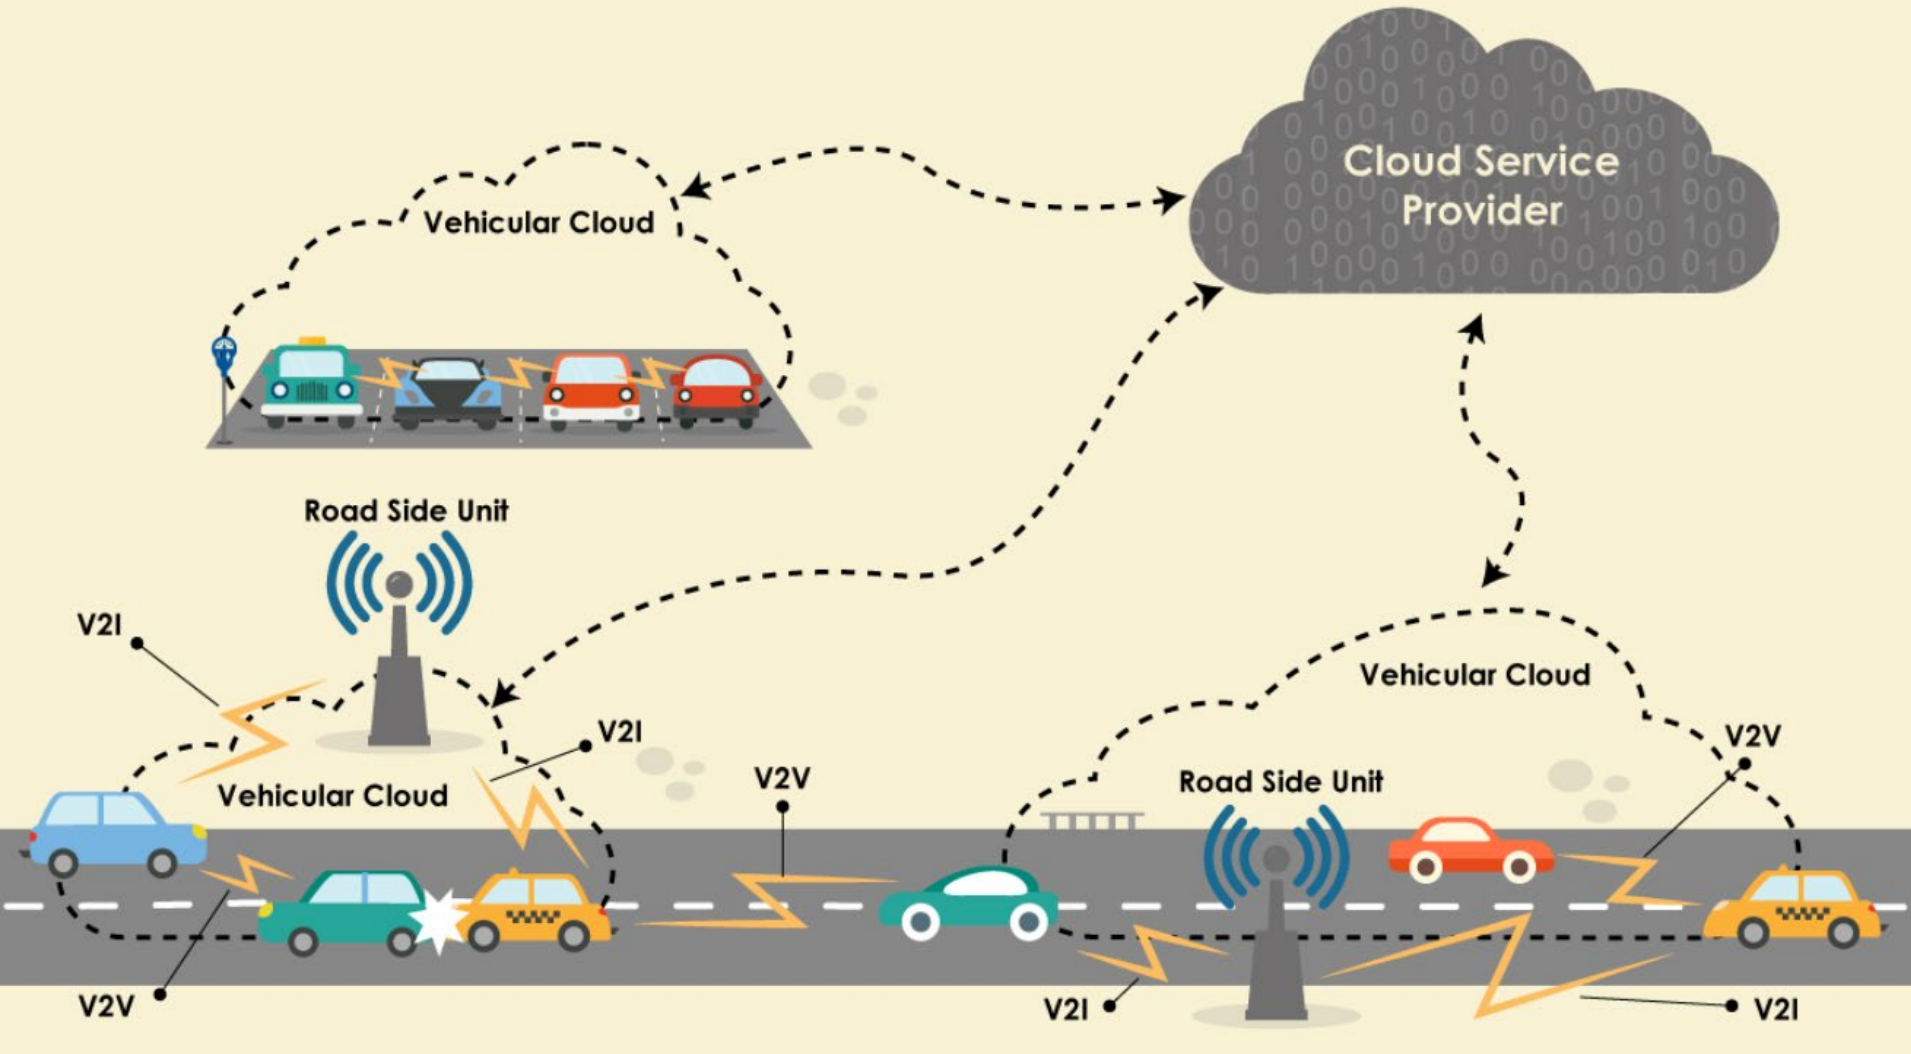 Cloud Service
Provider
Vehicular Cloud
Road Side Unit
V2I
V2I
Vehicular Cloud
V2V
V2V
Vehicular Cloud
V2V
Road Side Unit
V2I
V2I